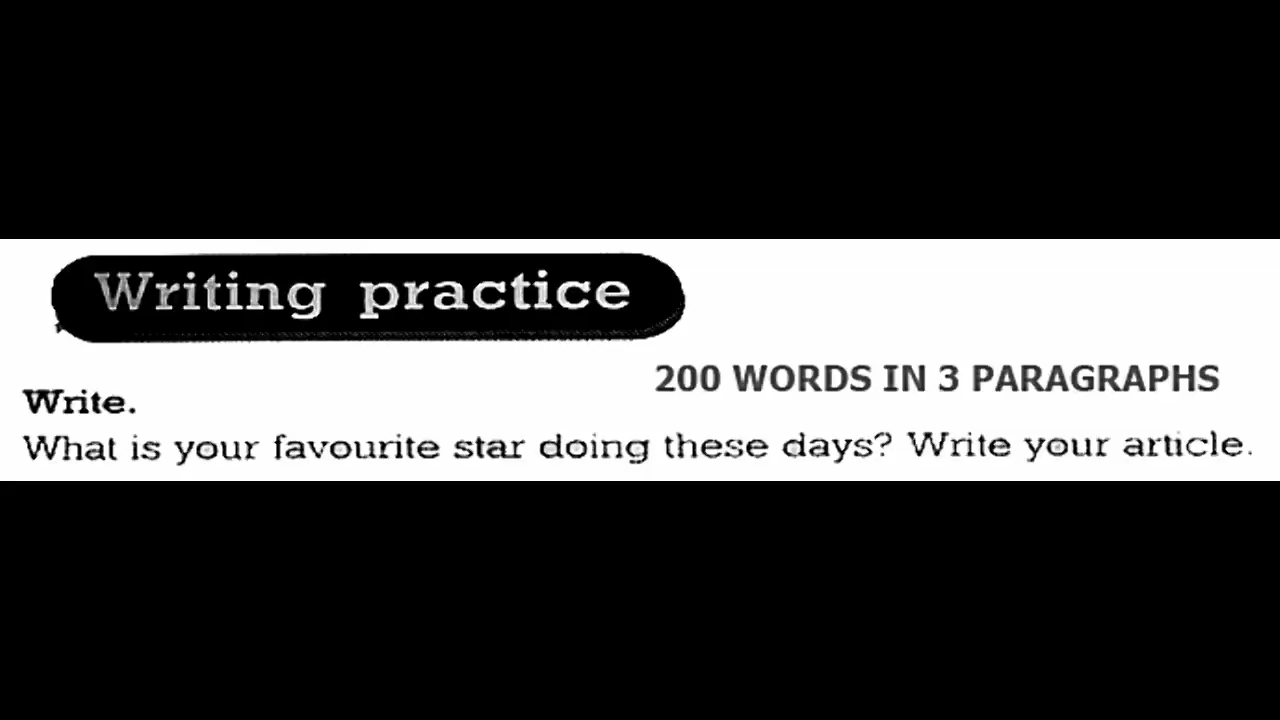 Writing practice
200 WORDS IN 3 PARAGRAPHS
Write.
What is your favourite star doing these days? Write your article.